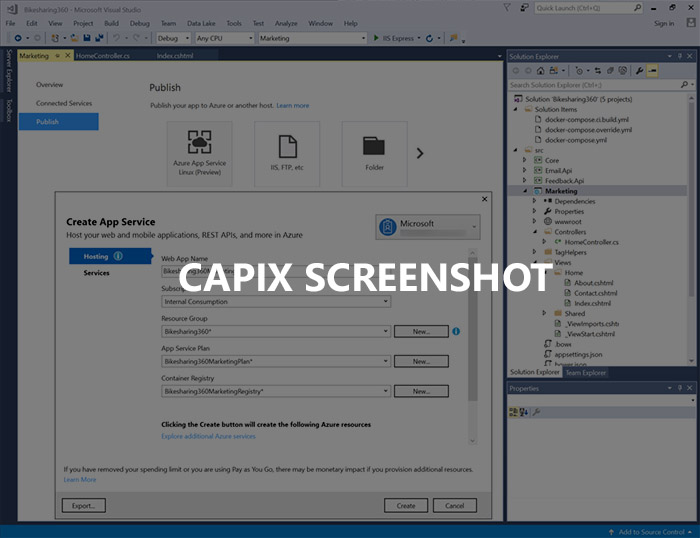 Bikesharing360 - Microsoft Visual Studio
Quick Launch (Ctrl+Q)
File Edit View Project Build Debug Team Data Lake Tools Test Analyze Window Help
Sign in
Debug Any CPU Marketing IIS Express
Server Explorer
Toolbox
Marketing HomeController.cs Index.cshtml
Overview
Connected Services
Publish
Publish
Publish your app to Azure or another host. Learn more
Azure App Service
Linux (Preview)
IIS, FTP, etc
Folder
Create App Service
Host your web and mobile applications, REST APIs, and more in Azure
Microsoft
Hosting
Services
Web App Name
Bikesharing360Marketing
CAPIX SCREENSHOT
Internal Consumption
Resource Group
Bikesharing360*
New...
App Service Plan
Bikesharing360MarketingPlan*
New...
Container Registry
Bikesharing360MarketingRegistry*
New...
Clicking the Create button will create the following Azure resources
Explore additional Azure services
If you have removed your spending limit or you are using Pay as You Go, there may be monetary impact if you provision additional resources.
Learn More
Export...
Create
Cancel
Solution Explorer
Search Solution Explorer (Ctrl+;)
Solution 'Bikesharing360' (5 projects)
Solution Items
docker-compose.ci.build.yml
docker-compose.override.yml
docker-compose.yml
src
Core
Email.Api
Feedback.Api
Marketing
Dependencies
Properties
wwwroot
Controllers
HomeController.cs
TagHelpers
Views
Home
About.cshtml
Contact.cshtml
Index.cshtml
Shared
_ViewImports.csht
_ViewStart.cshtml
appsettings.json
Solution Explorer Team Explorer
Properties
Add to Source Control